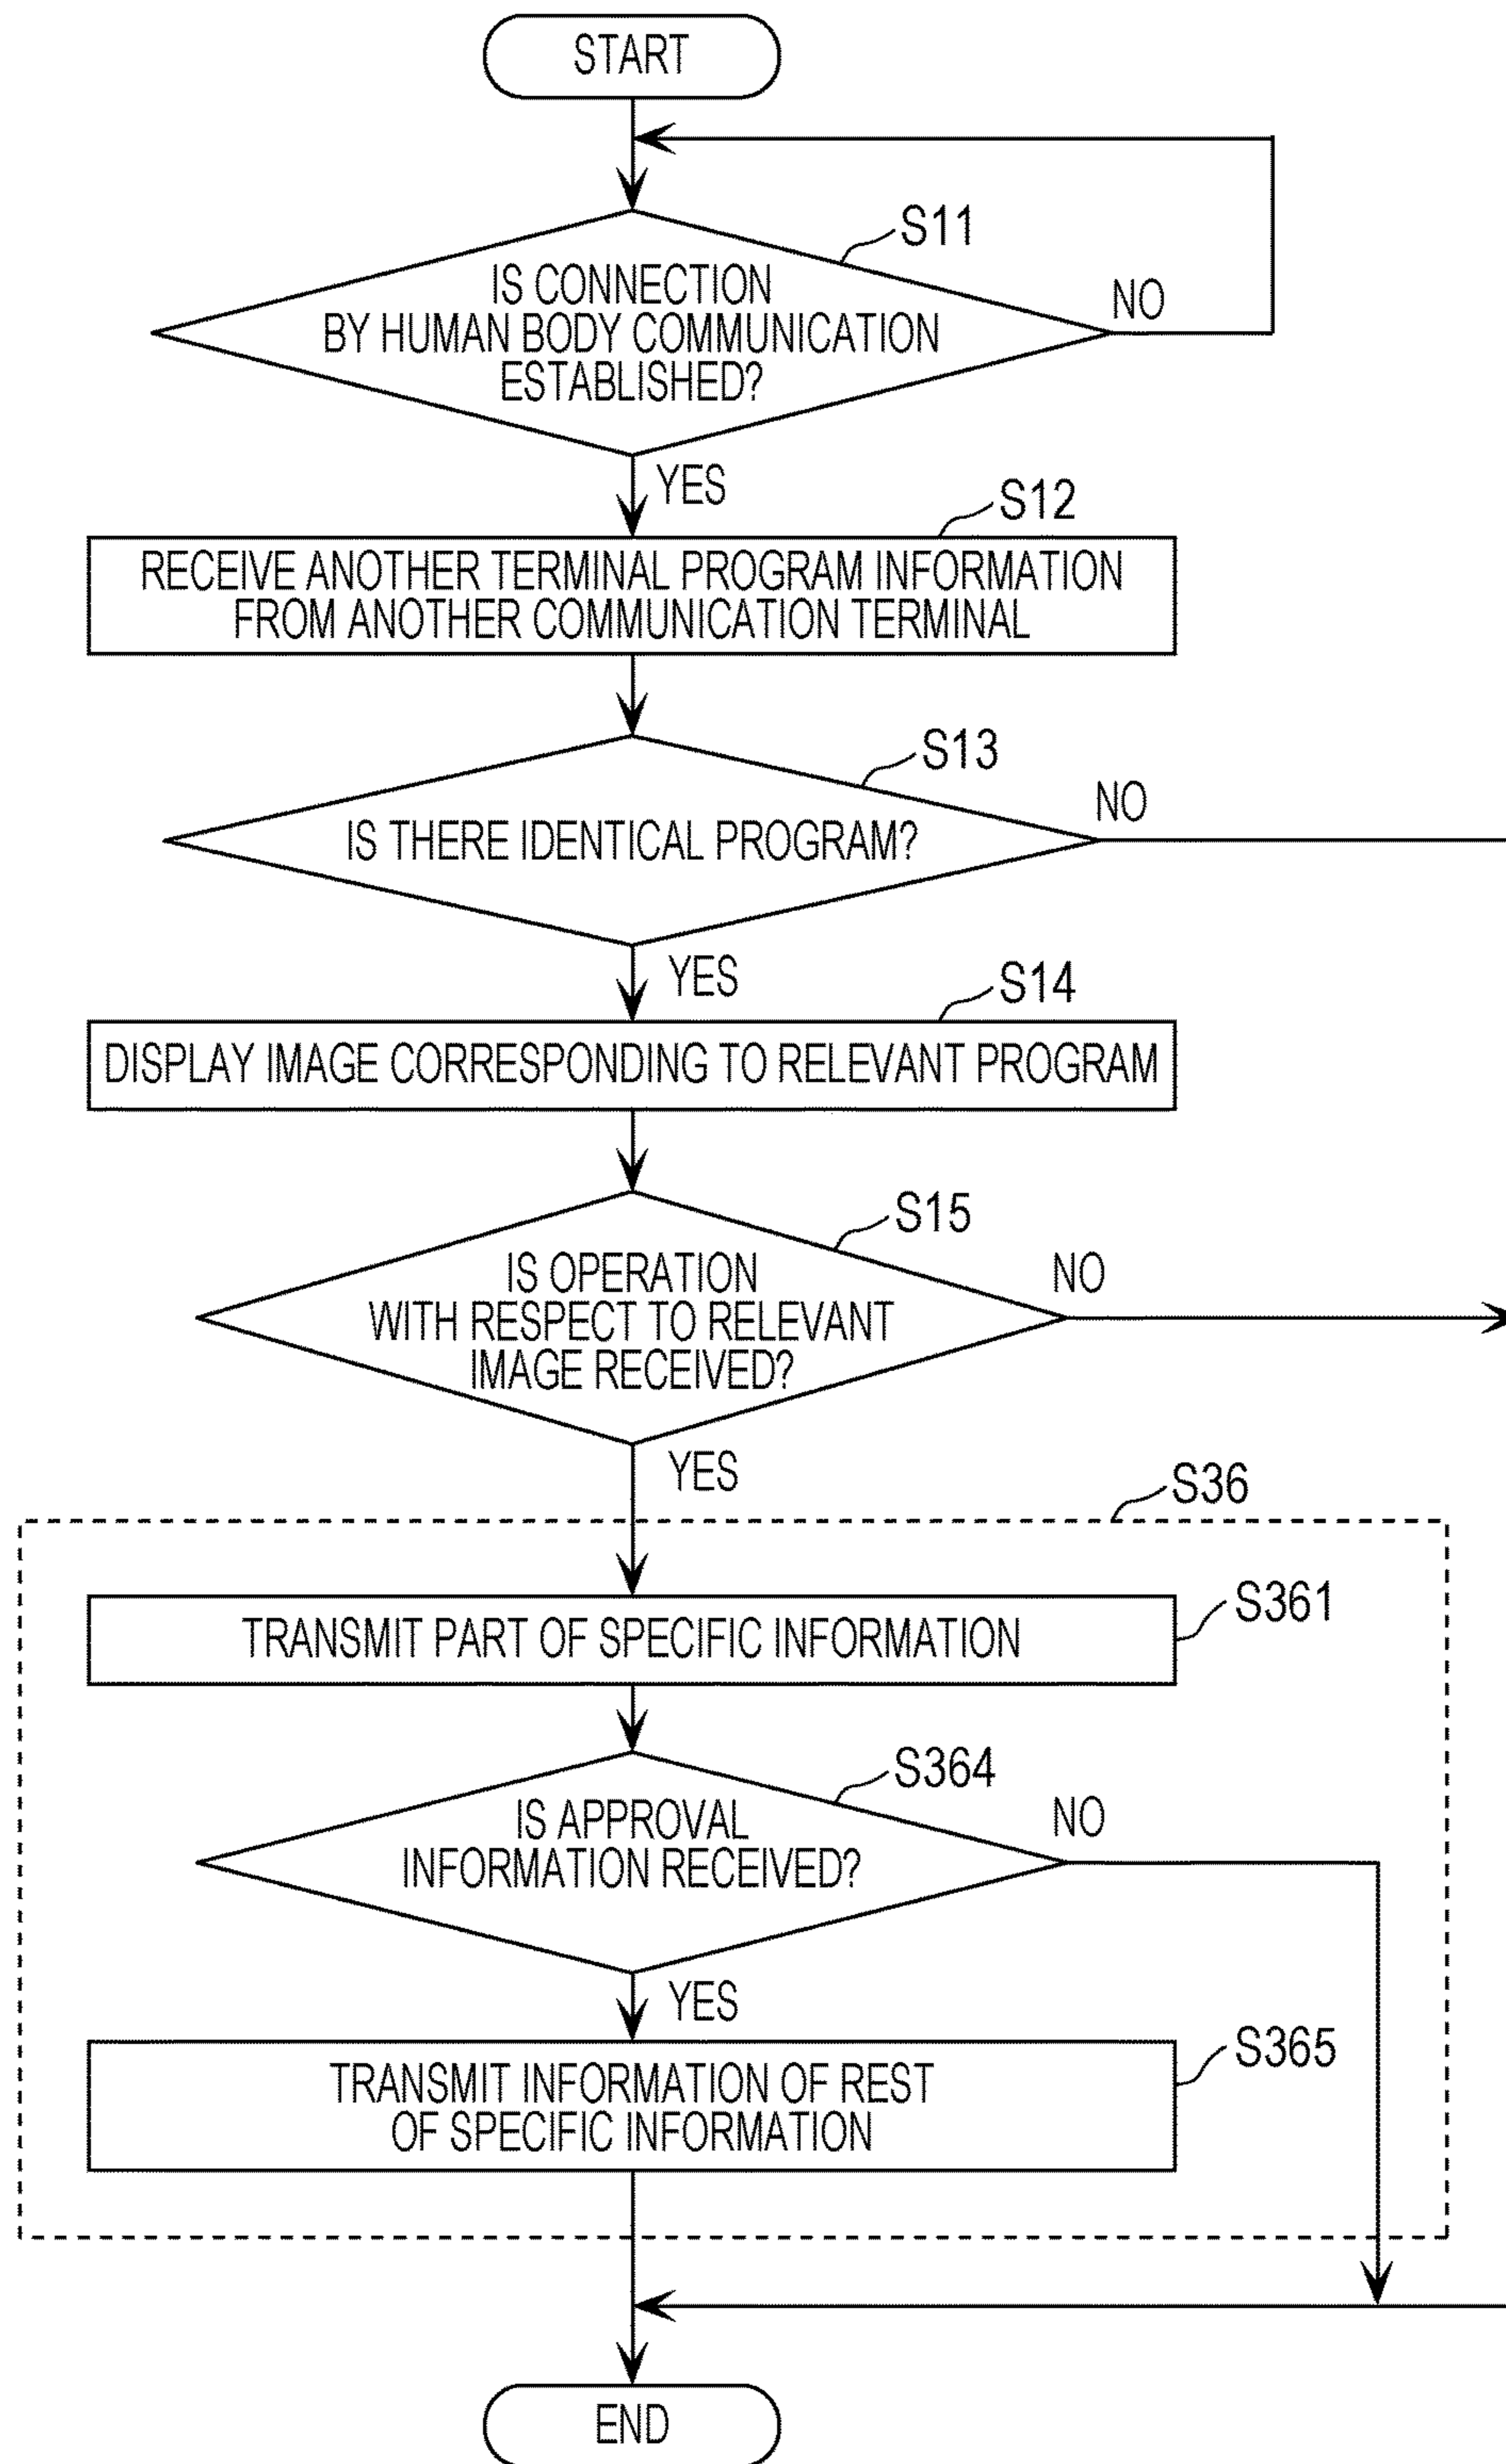 START
S11
IS CONNECTION
BY HUMAN BODY COMMUNICATION
ESTABLISHED?
NO
YES
S12
RECEIVE ANOTHER TERMINAL PROGRAM INFORMATION
FROM ANOTHER COMMUNICATION TERMINAL
S13
NO
IS THERE IDENTICAL PROGRAM?
YES
S14
DISPLAY IMAGE CORRESPONDING TO RELEVANT PROGRAM
S15
IS OPERATION
WITH RESPECT TO RELEVANT
IMAGE RECEIVED?
NO
YES
S36
S361
TRANSMIT PART OF SPECIFIC INFORMATION
S364
IS APPROVAL
INFORMATION RECEIVED?
NO
YES
S365
TRANSMIT INFORMATION OF REST
OF SPECIFIC INFORMATION
END